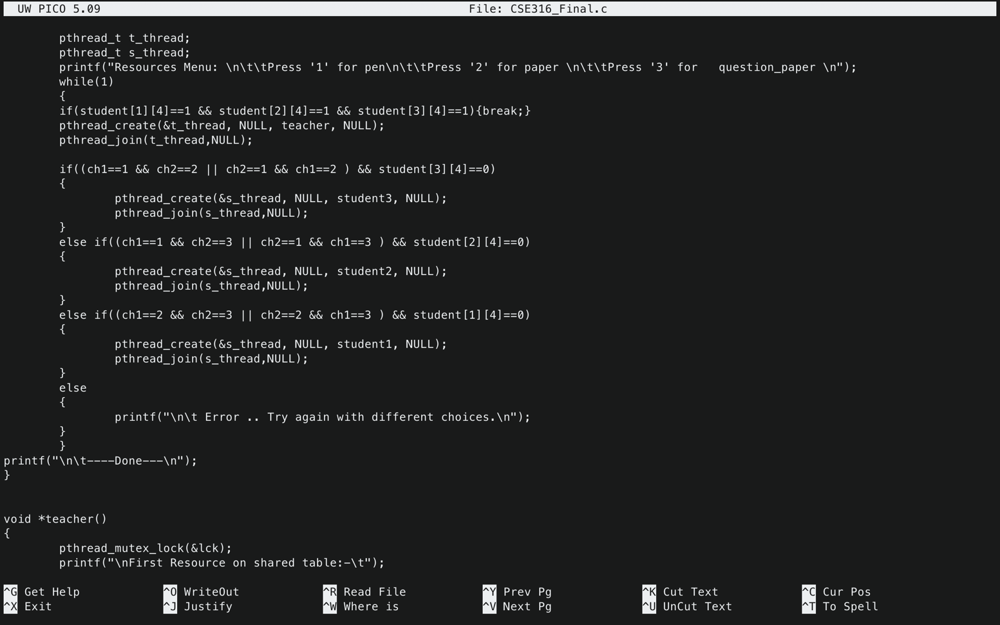 UW PICO 5.09 File: CSE316_Final.c
pthread_t t_thread;
pthread_t s_thread;
printf("Resources Menu: \n\t\tPress '1' for pen\n\t\tPress '2' for paper \n\t\tPress '3' for   question_paper \n");
while(1)
{
if(student[1][4]==1 && student[2][4]==1 && student[3][4]==1){break;}
pthread_create(&t_thread, NULL, teacher, NULL);
pthread_join(t_thread,NULL);
if((ch1==1 && ch2==2 || ch2==1 && ch1==2 ) && student[3][4]==0)
{
pthread_create(&s_thread, NULL, student3, NULL);
pthread_join(s_thread,NULL);
}
else if((ch1==1 && ch2==3 || ch2==1 && ch1==3 ) && student[2][4]==0)
{
pthread_create(&s_thread, NULL, student2, NULL);
pthread_join(s_thread,NULL);
}
else if((ch1==2 && ch2==3 || ch2==2 && ch1==3 ) && student[1][4]==0)
{
pthread_create(&s_thread, NULL, student1, NULL);
pthread_join(s_thread,NULL);
}
else
{
printf("\n\t Error .. Try again with different choices.\n");
}
}
printf("\n\t----Done---\n");
}
void *teacher()
{
pthread_mutex_lock(&lck);
printf("\nFirst Resource on shared table:-\t");
^G Get Help ^O WriteOut ^R Read File ^Y Prev Pg ^K Cut Text ^C Cur Pos
^X Exit ^J Justify ^W Where is ^V Next Pg ^U UnCut Text ^T To Spell